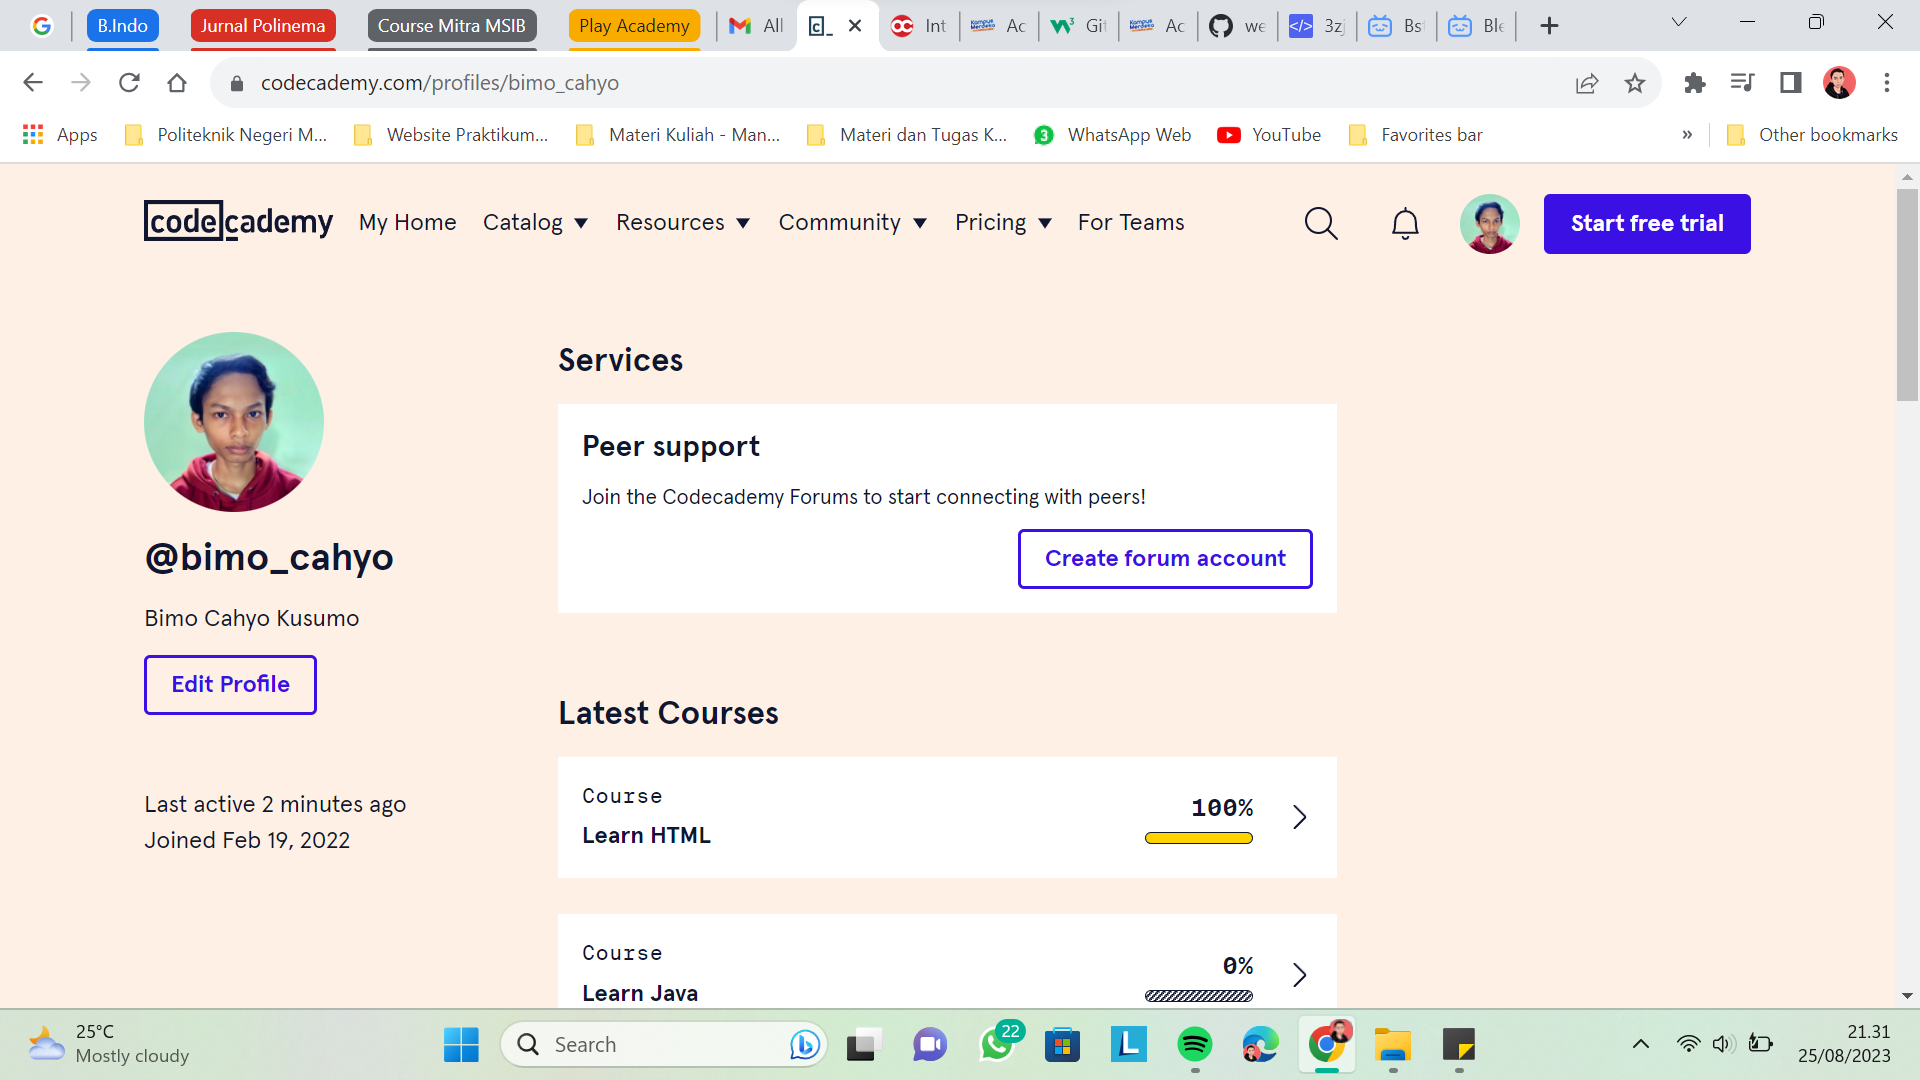 B.Indo
Jurnal Polinema
Course Mitra MSIB
Play Academy
All
c_
Int
Ac
Git
Ac
we
3zj
Bst
Ble
codecademy.com/profiles/bimo_cahyo
Apps
Politeknik Negeri M...
Website Praktikum...
Materi Kuliah - Man...
Materi dan Tugas K...
3
WhatsApp Web
YouTube
Favorites bar
»
Other bookmarks
codecademy
My Home
Catalog
Resources
Community
Pricing
For Teams
Start free trial
@bimo_cahyo
Bimo Cahyo Kusumo
Edit Profile
Last active 2 minutes ago
Joined Feb 19, 2022
Services
Peer support
Join the Codecademy Forums to start connecting with peers!
Create forum account
Latest Courses
Course
Learn HTML
100%
Course
Learn Java
0%
25°C
Mostly cloudy
Search
22
L
21.31
25/08/2023